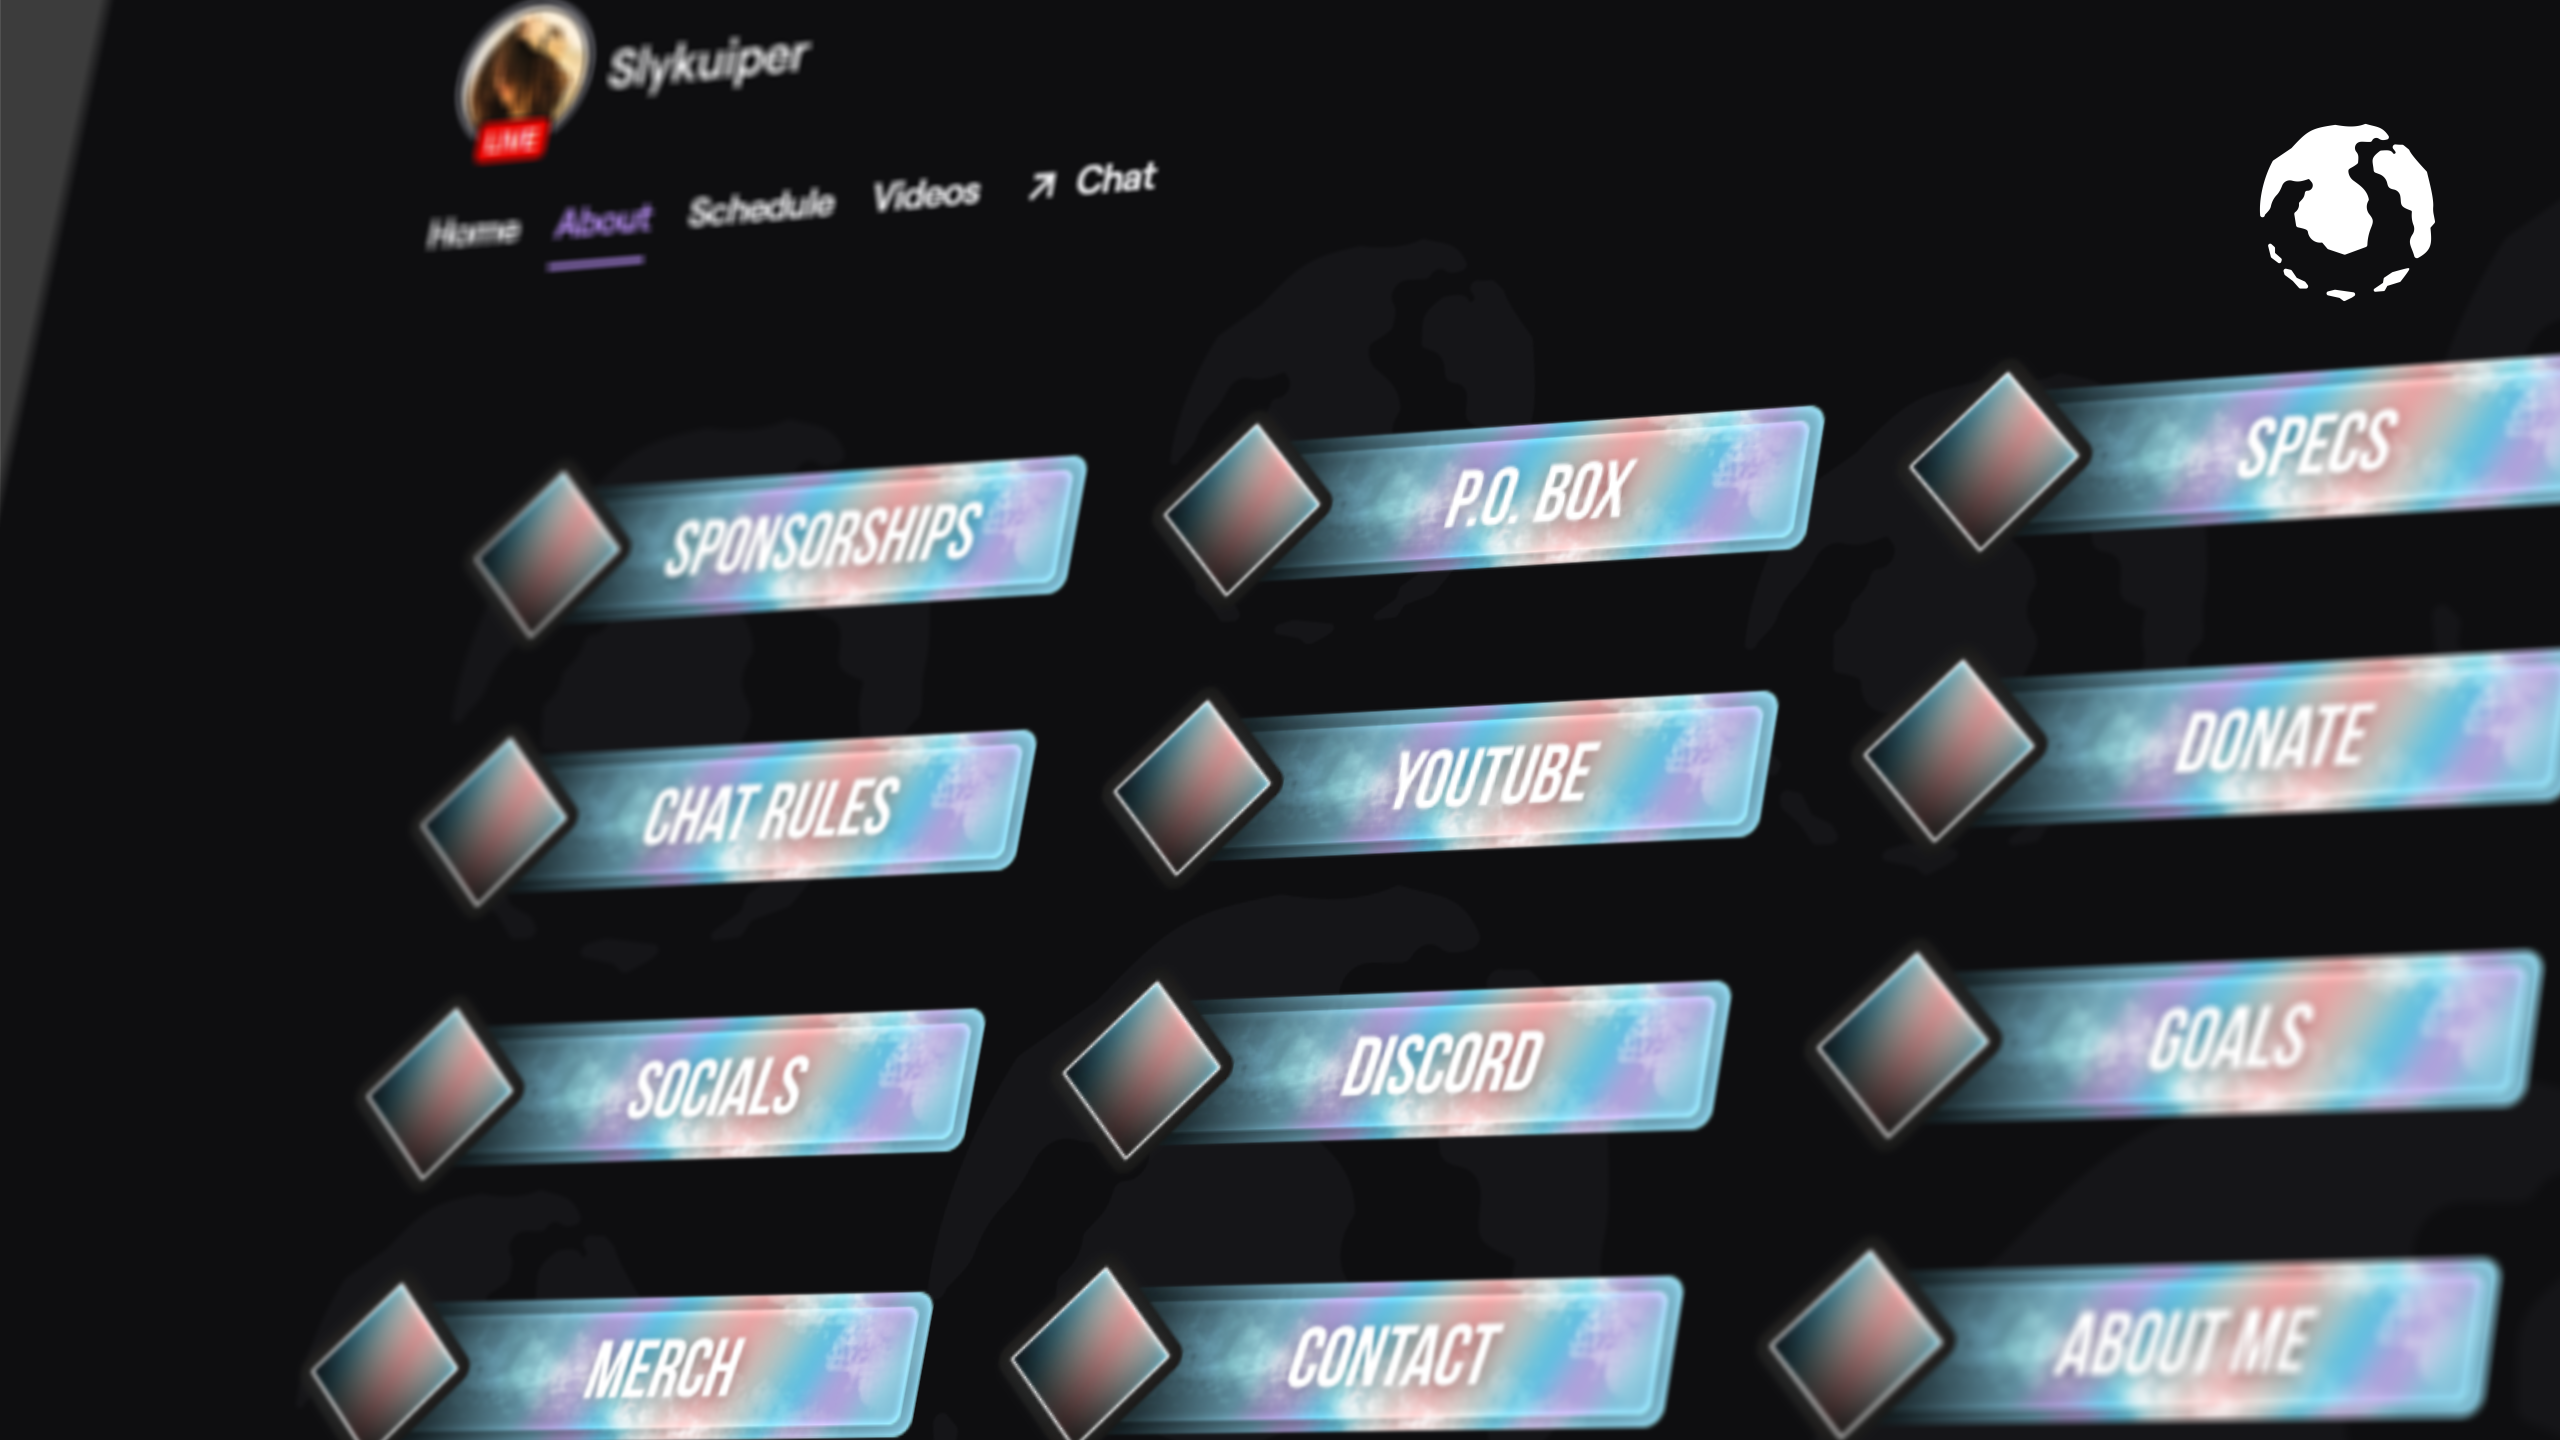 Slykuiper
LIVE
Home About Schedule Videos Chat
SPONSORSHIPS P.O. BOX SPECS
CHAT RULES YOUTUBE DONATE
SOCIALS DISCORD GOALS
MERCH CONTACT ABOUT ME